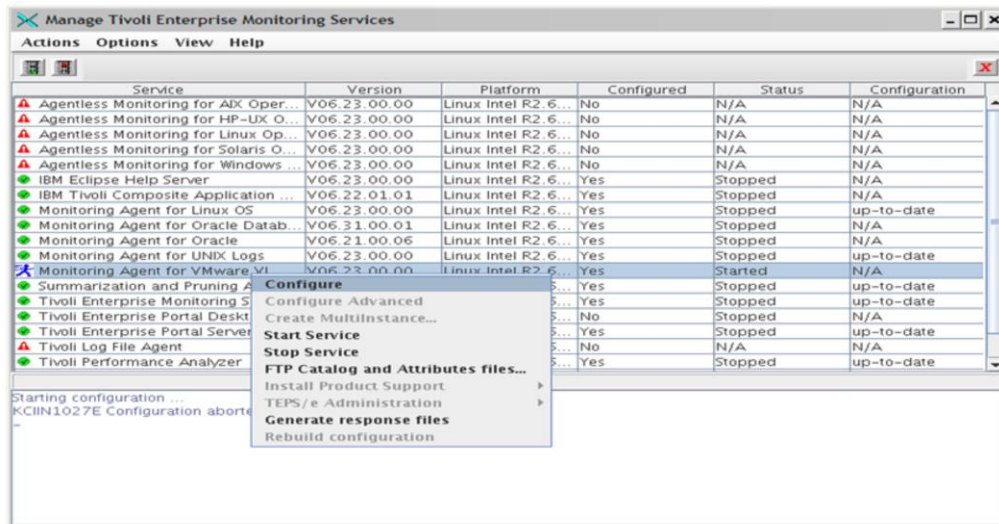 Manage Tivoli Enterprise Monitoring Services
Actions Options View Help
Service Version Platform Configured Status Configuration
Agentless Monitoring for AIX Oper... V06.23.00.00 Linux Intel R2.6... No N/A N/A
Agentless Monitoring for HP-UX O... V06.23.00.00 Linux Intel R2.6... No N/A N/A
Agentless Monitoring for Linux Op... V06.23.00.00 Linux Intel R2.6... No N/A N/A
Agentless Monitoring for Solaris O... V06.23.00.00 Linux Intel R2.6... No N/A N/A
Agentless Monitoring for Windows ... V06.23.00.00 Linux Intel R2.6... No N/A N/A
IBM Eclipse Help Server V06.23.00.00 Linux Intel R2.6... Yes Stopped N/A
IBM Tivoli Composite Application ... V06.22.01.01 Linux Intel R2.6... Yes Stopped N/A
Monitoring Agent for Linux OS V06.23.00.00 Linux Intel R2.6... Yes Stopped up-to-date
Monitoring Agent for Oracle Datab... V06.31.00.01 Linux Intel R2.6... Yes Stopped N/A
Monitoring Agent for Oracle V06.21.00.06 Linux Intel R2.6... Yes Stopped N/A
Monitoring Agent for UNIX Logs V06.23.00.00 Linux Intel R2.6... Yes Stopped up-to-date
Monitoring Agent for VMware VI V06.23.00.00 Linux Intel R2.6... Yes Started N/A
Summarization and Pruning A Yes Stopped up-to-date
Tivoli Enterprise Monitoring S Yes Stopped up-to-date
Tivoli Enterprise Portal Deskt No Stopped N/A
Tivoli Enterprise Portal Server Yes Stopped up-to-date
Tivoli Log File Agent No N/A N/A
Tivoli Performance Analyzer Yes Stopped up-to-date
Configure
Configure Advanced
Create MultiInstance...
Start Service
Stop Service
FTP Catalog and Attributes files...
Install Product Support
TEPS/e Administration
Generate response files
Rebuild configuration
Starting configuration ...
KCIIN1027E Configuration aborte